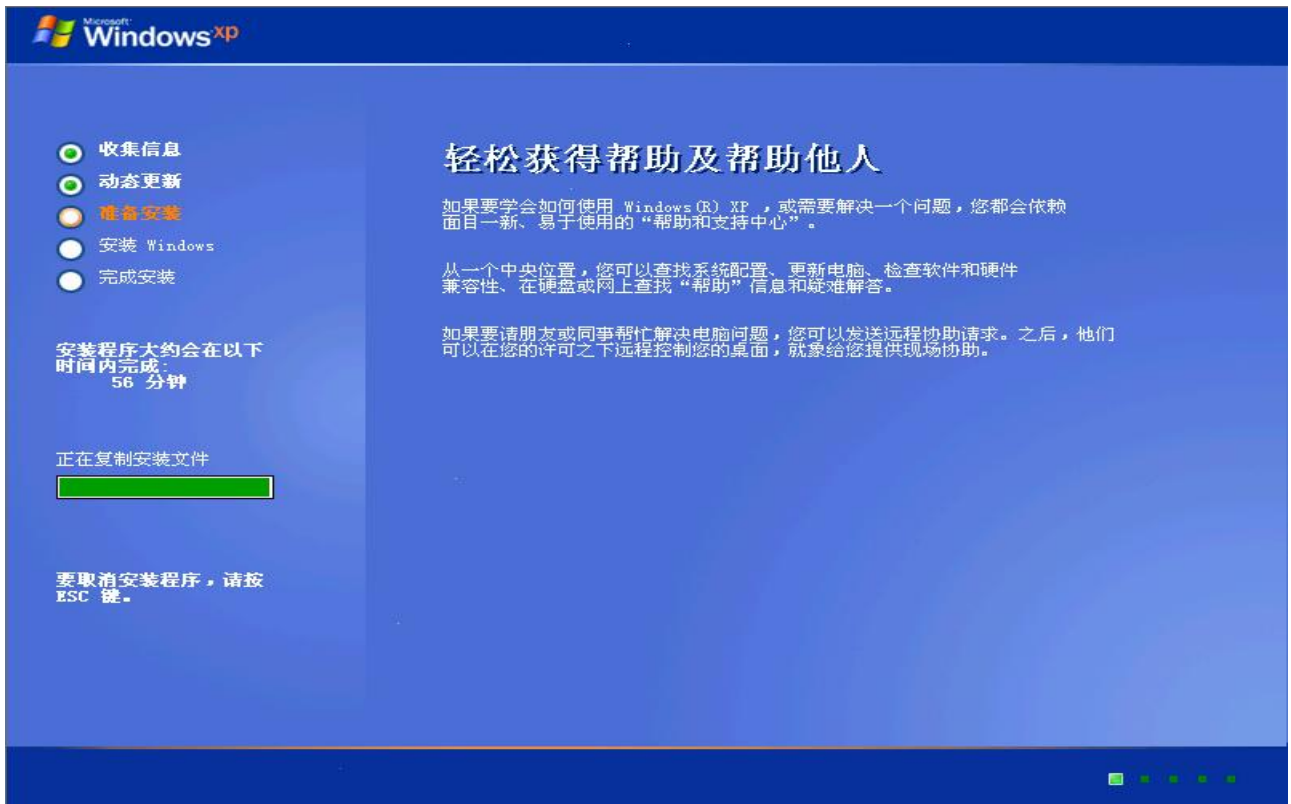 Microsoft
Windows xp
收集信息
动态更新
准备安装
安装 Windows
完成安装
安装程序大约会在以下
时间内完成:
56 分钟
正在复制安装文件
要取消安装程序，请按
ESC 键。
轻松获得帮助及帮助他人
如果要学会如何使用 Windows(R) XP ，或需要解决一个问题，您都会依赖
面目一新、易于使用的“帮助和支持中心”。
从一个中央位置，您可以查找系统配置、更新电脑、检查软件和硬件
兼容性、在硬盘或网上查找“帮助”信息和疑难解答。
如果要请朋友或同事帮忙解决电脑问题，您可以发送远程协助请求。之后，他们
可以在您的许可之下远程控制您的桌面，就象给您提供现场协助。